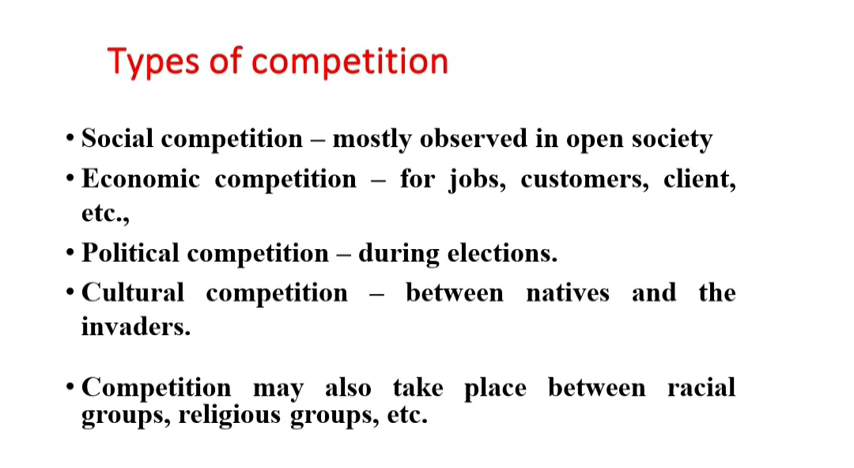 Types of competition
• Social competition – mostly observed in open society
• Economic competition – for jobs, customers, client,
etc.,
• Political competition – during elections.
• Cultural competition – between natives and the
invaders.
• Competition may also take place between racial
groups, religious groups, etc.